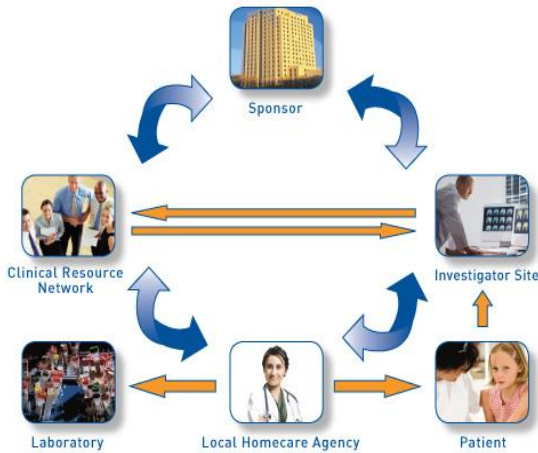 Sponsor
Clinical Resource
Network
Investigator Site
Laboratory
Local Homecare Agency
Patient